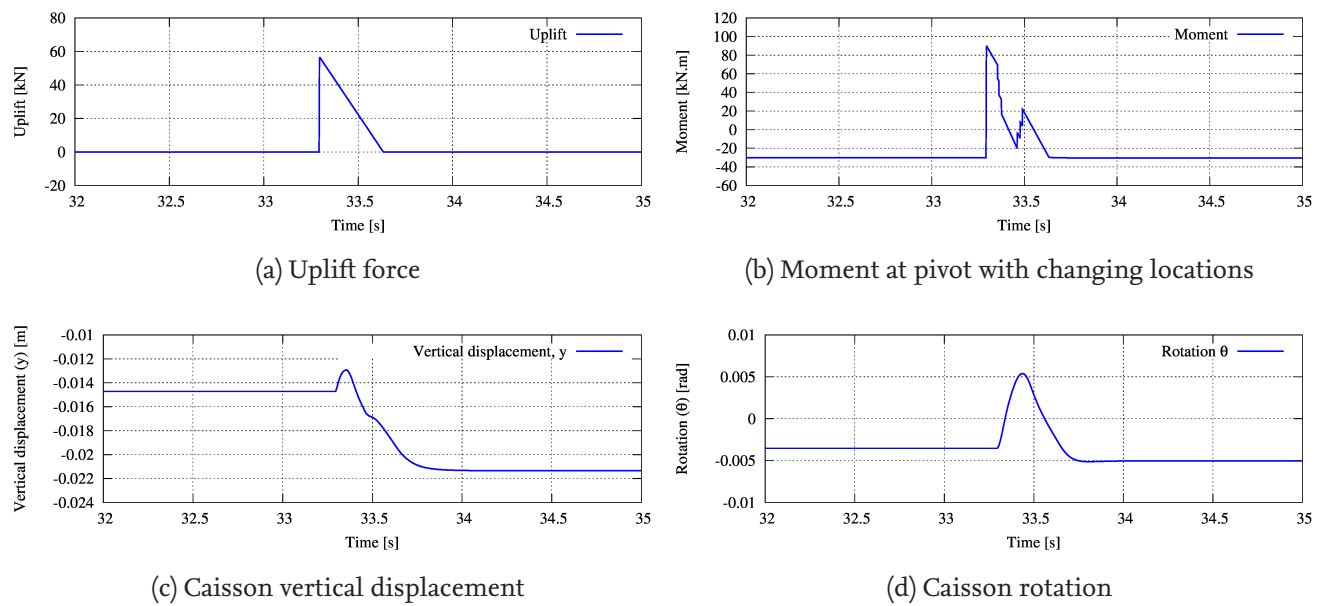 80
60
40
20
0
-20
Uplift [kN]
Uplift
32 32.5 33 33.5 34 34.5 35
Time [s]
(a) Uplift force
120
100
80
60
40
20
0
-20
-40
-60
Moment [kN.m]
Moment
32 32.5 33 33.5 34 34.5 35
Time [s]
(b) Moment at pivot with changing locations
-0.01
-0.012
-0.014
-0.016
-0.018
-0.02
-0.022
-0.024
Vertical displacement (y) [m]
Vertical displacement, y
32 32.5 33 33.5 34 34.5 35
Time [s]
(c) Caisson vertical displacement
0.01
0.005
0
-0.005
-0.01
Rotation (θ) [rad]
Rotation θ
32 32.5 33 33.5 34 34.5 35
Time [s]
(d) Caisson rotation